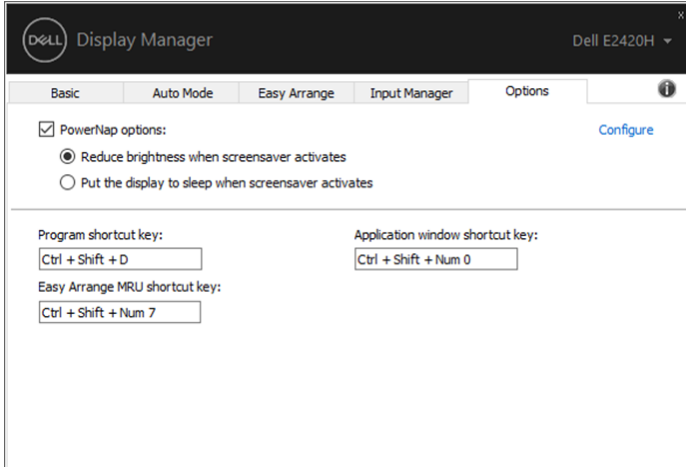 x
DELL Display Manager
Dell E2420H
Basic Auto Mode Easy Arrange Input Manager Options i
PowerNap options: Configure
Reduce brightness when screensaver activates
Put the display to sleep when screensaver activates
Program shortcut key: Application window shortcut key:
Ctrl + Shift + D Ctrl + Shift + Num 0
Easy Arrange MRU shortcut key:
Ctrl + Shift + Num 7